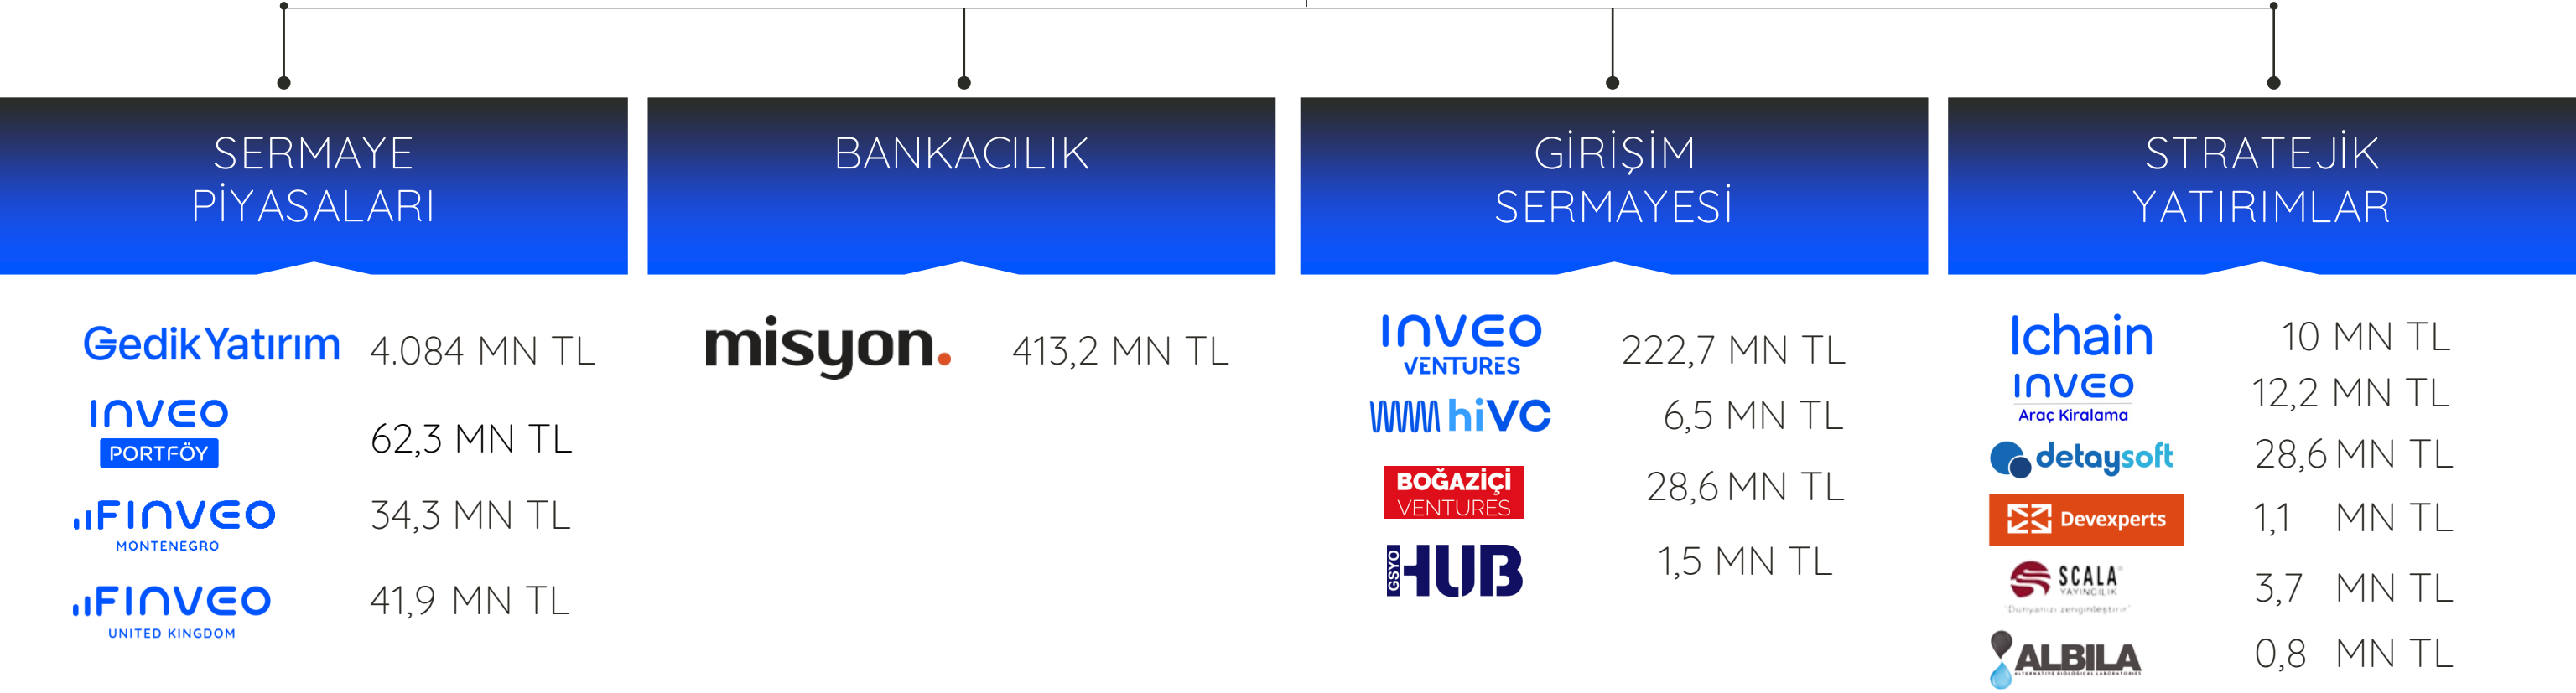 SERMAYE
PİYASALARI
GedikYatırım 4.084 MN TL
INVEO
PORTFÖY
62,3 MN TL
FINVEO
MONTENEGRO
34,3 MN TL
FINVEO
UNITED KINGDOM
41,9 MN TL
BANKACILIK
misyon. 413,2 MN TL
GİRİŞİM
SERMAYESİ
INVEO
VENTURES
222,7 MN TL
hiVC 6,5 MN TL
BOĞAZİÇİ
VENTURES
28,6 MN TL
GSYO
HUB
1,5 MN TL
STRATEJİK
YATIRIMLAR
Ichain 10 MN TL
INVEO
Araç Kiralama
12,2 MN TL
detaysoft 28,6 MN TL
Devexperts 1,1 MN TL
SCALA
YAYINCILIK
"Dünyanızı zenginleştirir"
3,7 MN TL
ALBILA
ALTERNATIVE BIOLOGICAL LABORATORIES
0,8 MN TL